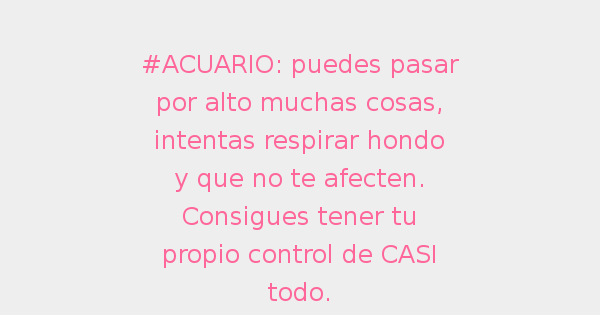 #ACUARIO: puedes pasar
por alto muchas cosas,
intentas respirar hondo
y que no te afecten.
Consigues tener tu
propio control de CASI
todo.